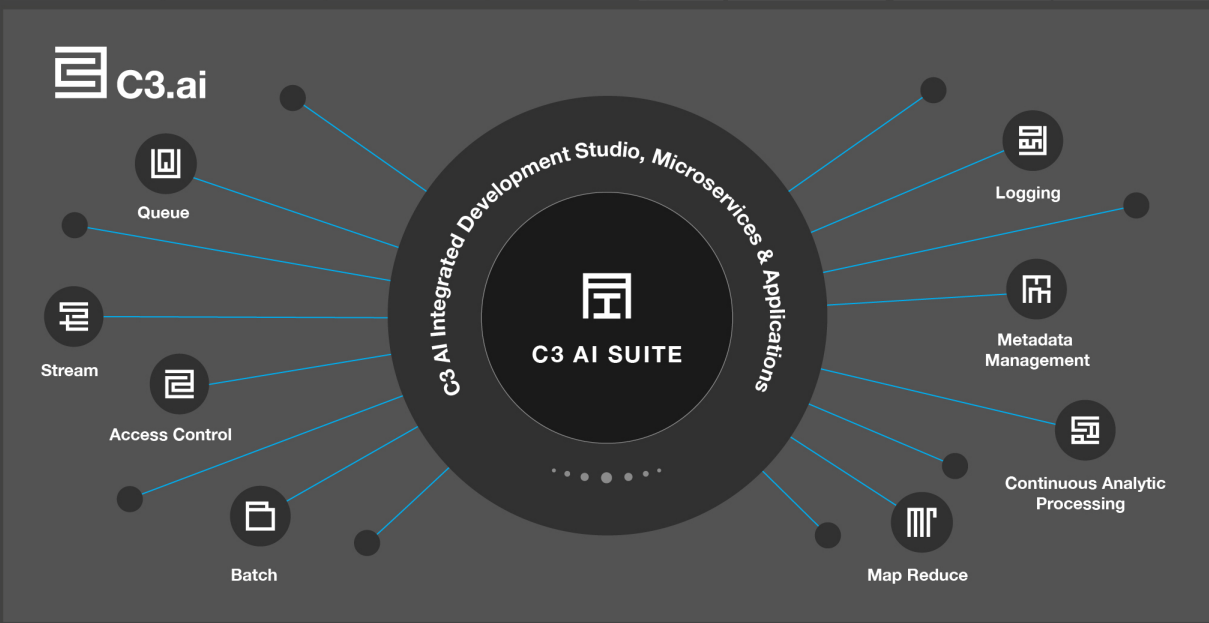 C3.ai
C3 AI Integrated Development Studio, Microservices & Applications
C3 AI SUITE
Queue
Stream
Access Control
Batch
Logging
Metadata
Management
Continuous Analytic
Processing
Map Reduce